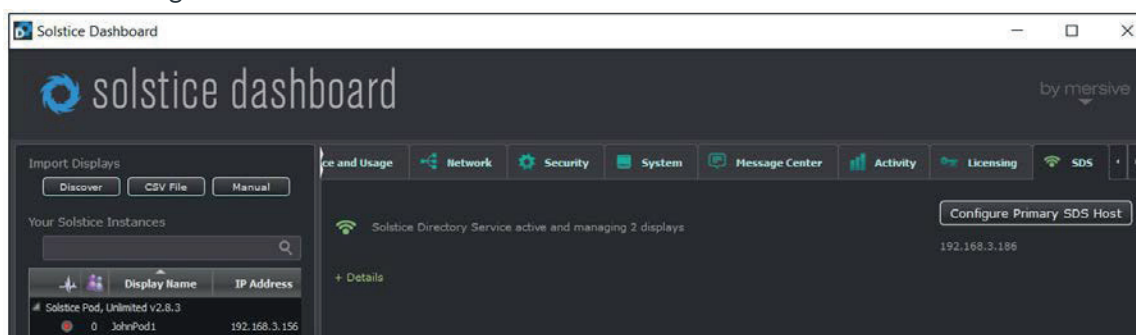 Solstice Dashboard
solstice dashboard
by mersive
Import Displays
Discover CSV File Manual
Your Solstice Instances
Display Name IP Address
Solstice Pod, Unlimited v2.8.3
0 JohnPod1 192.168.3.156
ce and Usage Network Security System Message Center Activity Licensing SDS
Solstice Directory Service active and managing 2 displays
+ Details
Configure Primary SDS Host
192.168.3.186